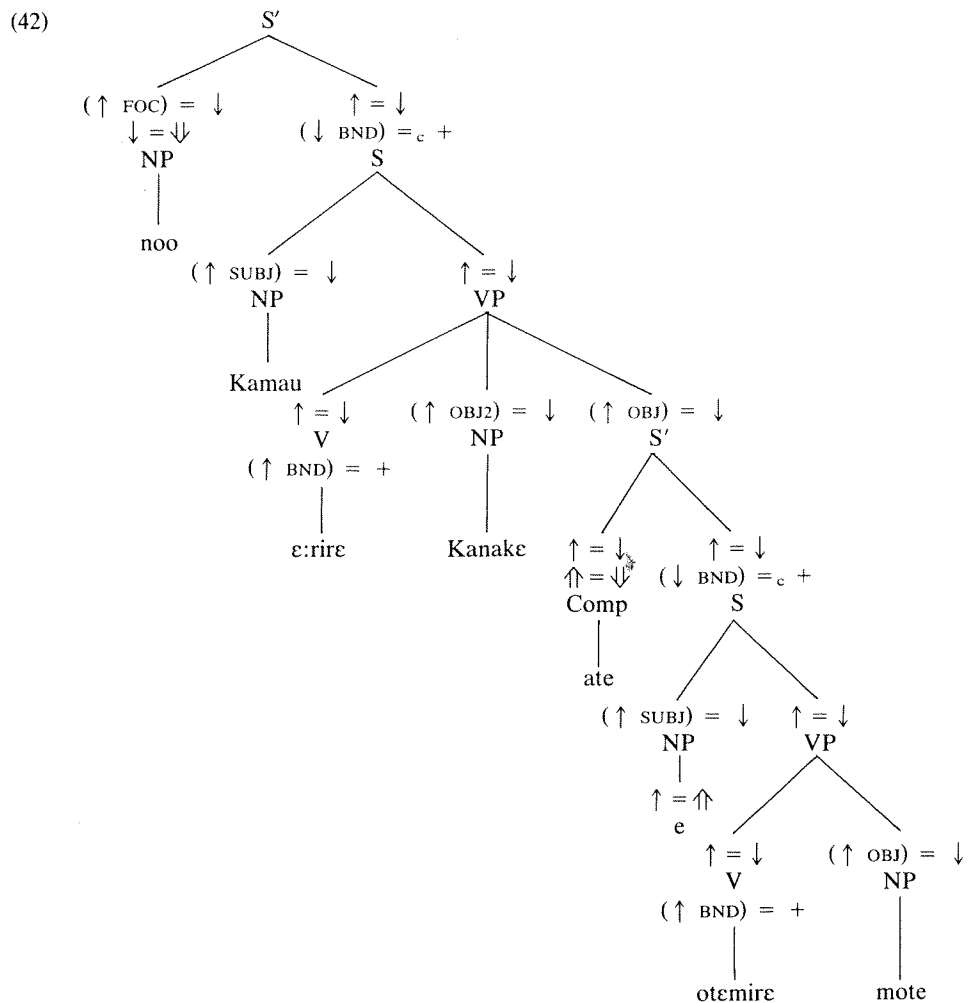 (42) S′
(↑ FOC) = ↓ ↑ = ↓
↓ = ⇓ (↓ BND) =c +
NP S
noo
(↑ SUBJ) = ↓ ↑ = ↓
NP VP
Kamau
↑ = ↓ (↑ OBJ2) = ↓ (↑ OBJ) = ↓
V NP S′
(↑ BND) = +
ɛ:rirɛ Kanakɛ
↑ = ↓ ↑ = ↓
⇑ = ⇓ (↓ BND) =c +
Comp S
ate
(↑ SUBJ) = ↓ ↑ = ↓
NP VP
↑ = ⇑
e
↑ = ↓ (↑ OBJ) = ↓
V NP
(↑ BND) = +
otɛmirɛ mote